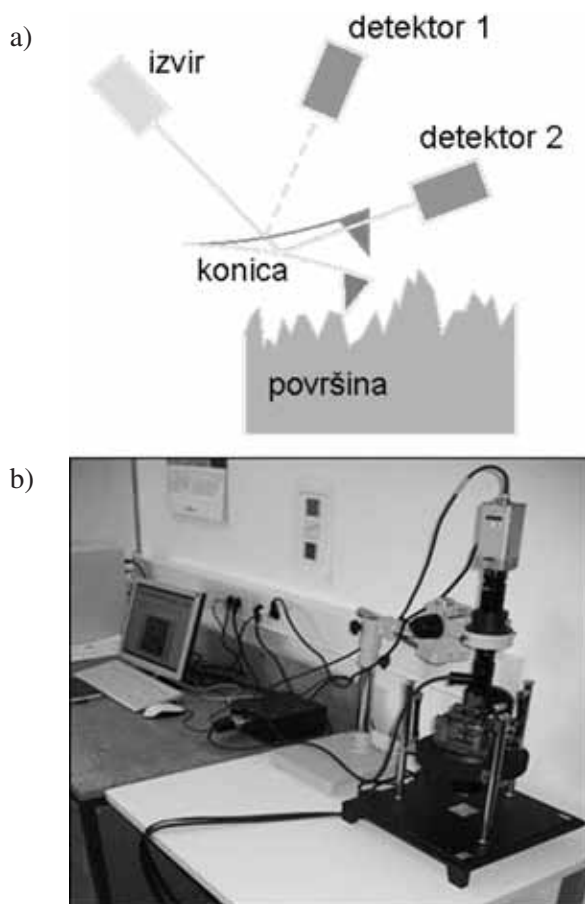 a)
izvir
detektor 1
detektor 2
konica
površina
b)